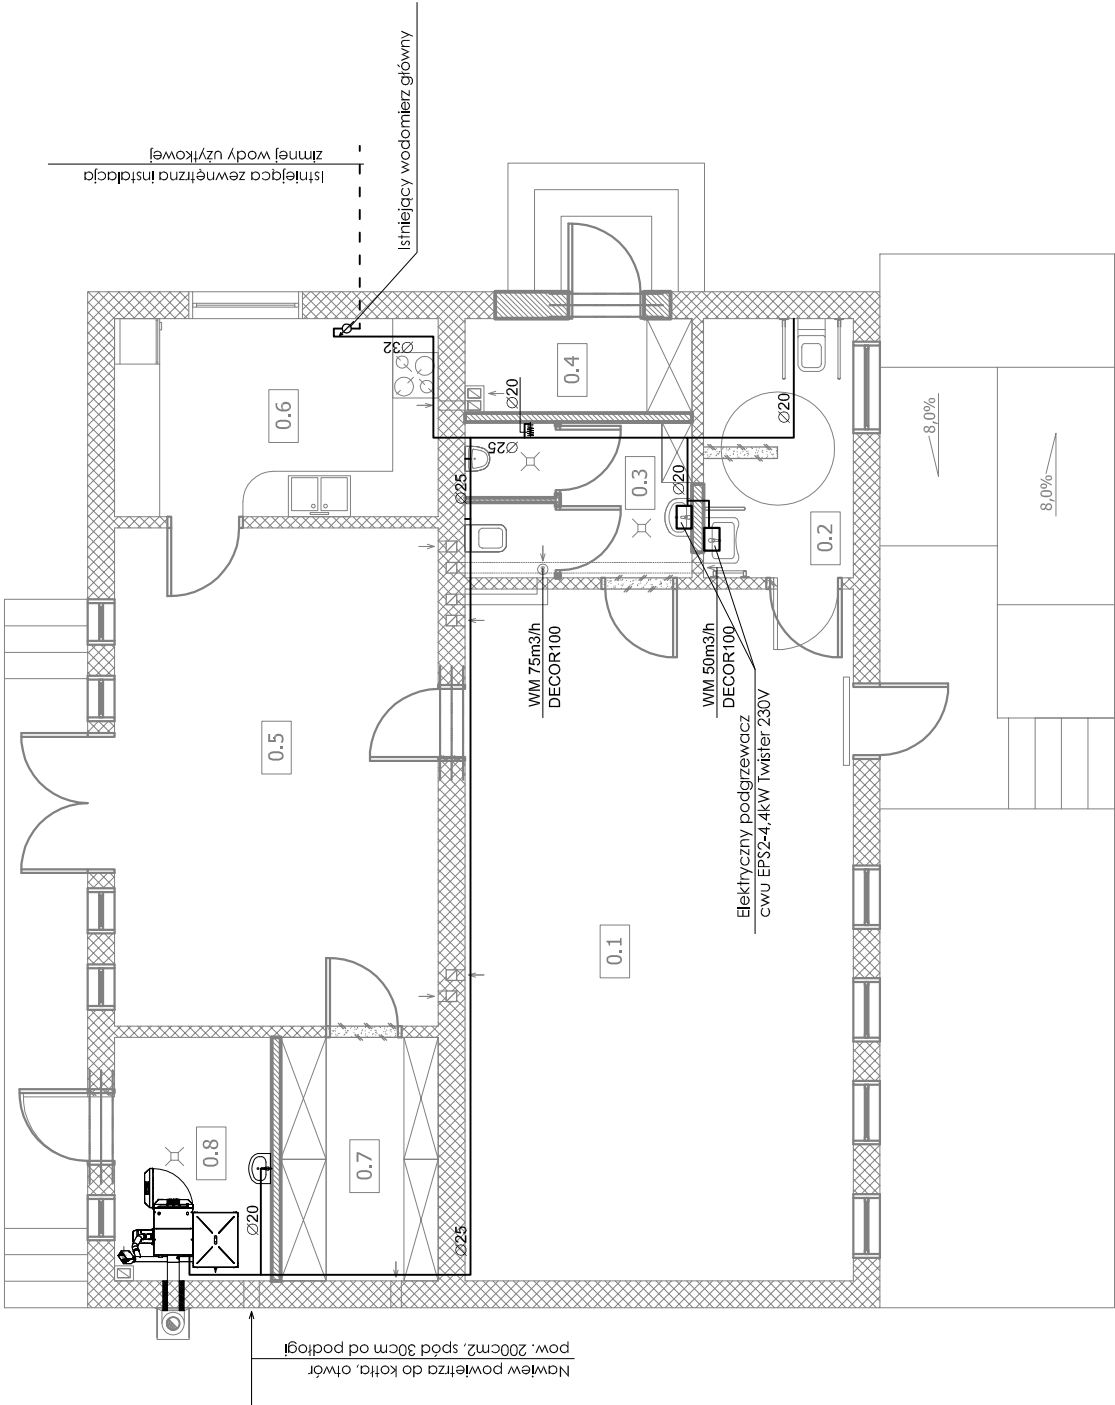 Istniejąca zewnętrzna instalacja
zimnej wody użytkowej
Istniejący wodomierz główny
Ø32
0.6
0.4
Ø20
Ø25
Ø25
0.3
Ø20
Ø20
0.2
8,0%
8,0%
WM 75m3/h
DECOR100
WM 50m3/h
DECOR100
Elektryczny podgrzewacz
cwu EPS2-4,4kW Twister 230V
0.5
0.1
0.8
0.7
Ø20
Ø25
Nawiew powietrza do kotła, otwór
pow. 200cm2, spód 30cm od podłogi